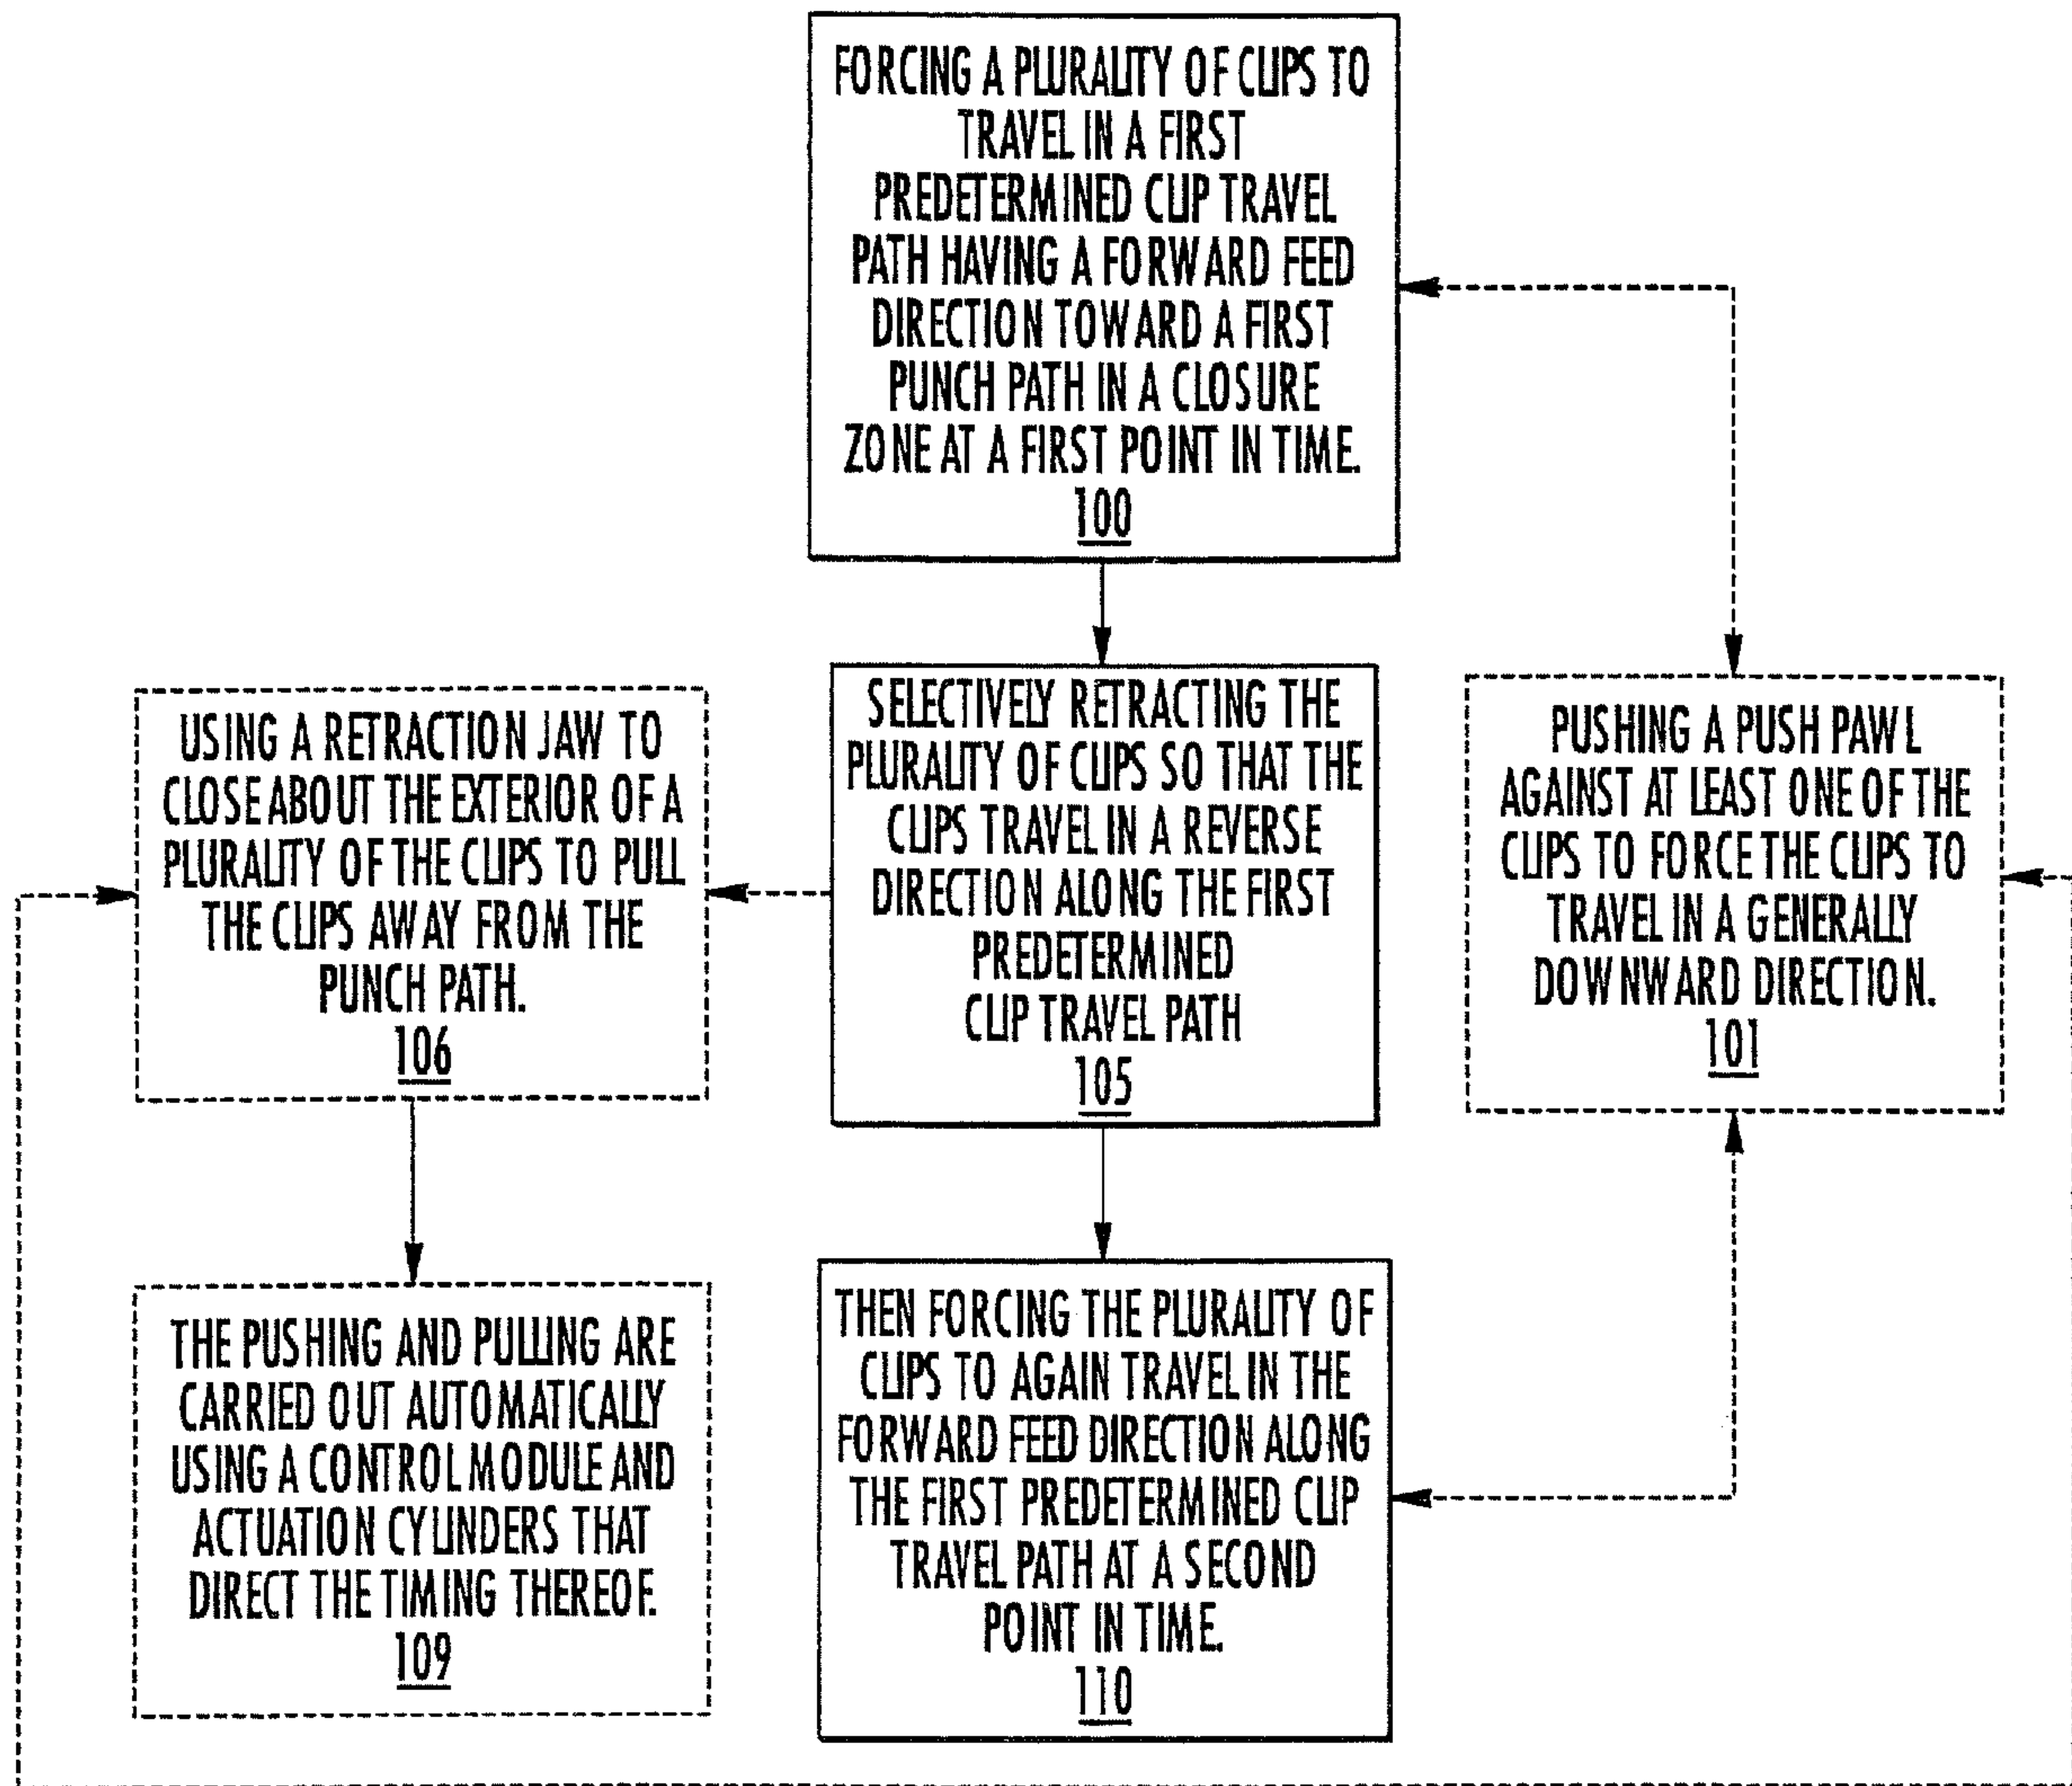 FORCING A PLURALITY OF CLIPS TO
TRAVEL IN A FIRST
PREDETERMINED CLIP TRAVEL
PATH HAVING A FORWARD FEED
DIRECTION TOWARD A FIRST
PUNCH PATH IN A CLOSURE
ZONE AT A FIRST POINT IN TIME.
100
USING A RETRACTION JAW TO
CLOSE ABOUT THE EXTERIOR OF A
PLURALITY OF THE CLIPS TO PULL
THE CLIPS AWAY FROM THE
PUNCH PATH.
106
SELECTIVELY RETRACTING THE
PLURALITY OF CLIPS SO THAT THE
CLIPS TRAVEL IN A REVERSE
DIRECTION ALONG THE FIRST
PREDETERMINED
CLIP TRAVEL PATH
105
PUSHING A PUSH PAWL
AGAINST AT LEAST ONE OF THE
CLIPS TO FORCE THE CLIPS TO
TRAVEL IN A GENERALLY
DOWNWARD DIRECTION.
101
THE PUSHING AND PULLING ARE
CARRIED OUT AUTOMATICALLY
USING A CONTROL MODULE AND
ACTUATION CYLINDERS THAT
DIRECT THE TIMING THEREOF.
109
THEN FORCING THE PLURALITY OF
CLIPS TO AGAIN TRAVEL IN THE
FORWARD FEED DIRECTION ALONG
THE FIRST PREDETERMINED CLIP
TRAVEL PATH AT A SECOND
POINT IN TIME.
110